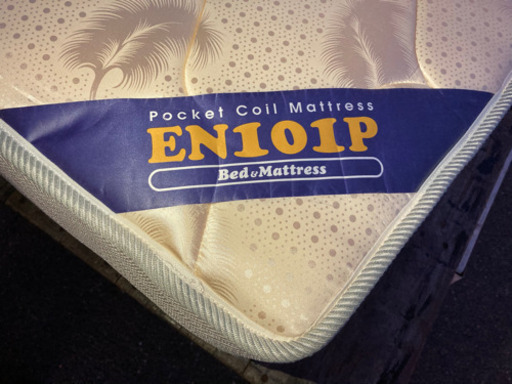 Pocket Coil Mattress
EN101P
Bed & Mattress